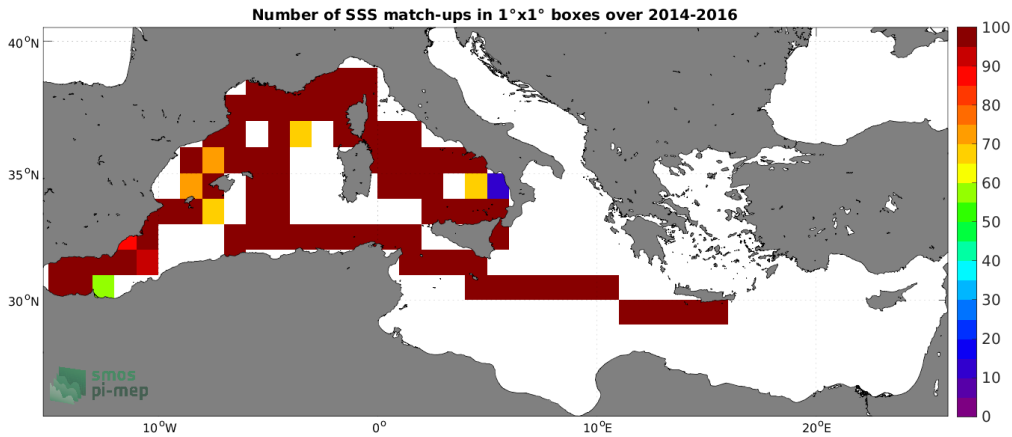 Number of SSS match-ups in 1°x1° boxes over 2014-2016
40°N
35°N
30°N
10°W
0°
10°E
20°E
100
90
80
70
60
50
40
30
20
10
0
smos
pi-mep